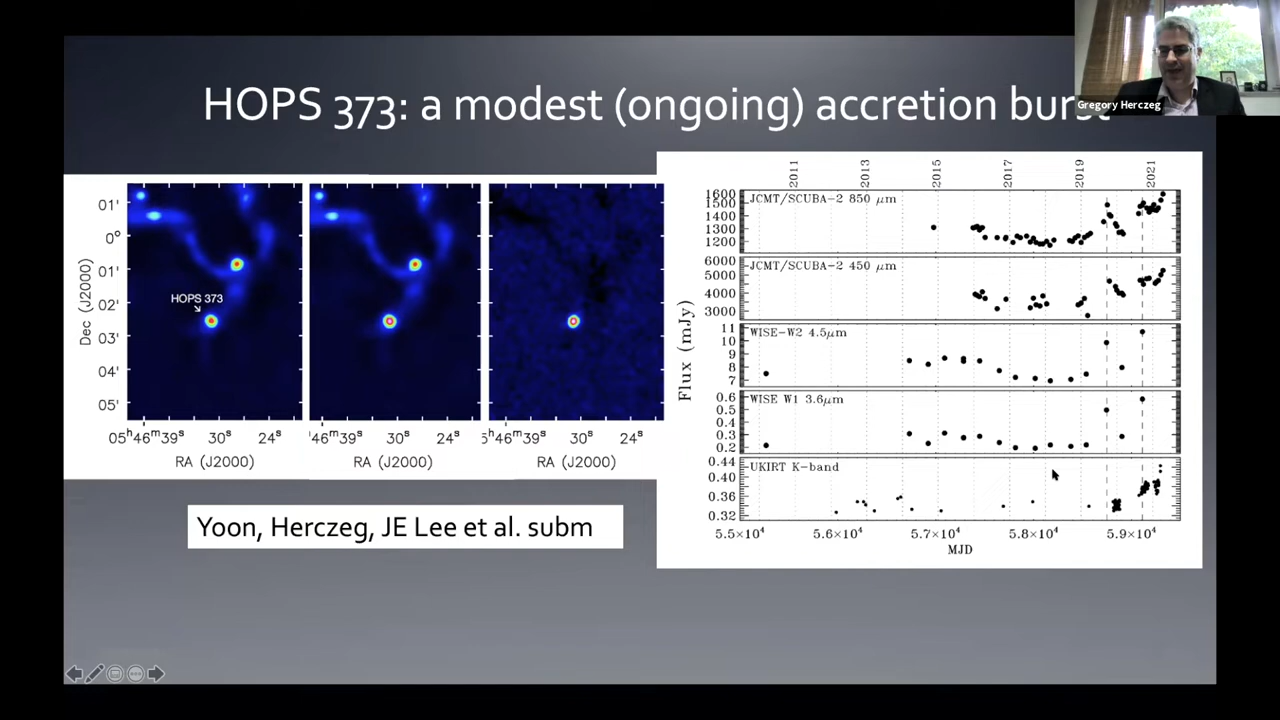 HOPS 373: a modest (ongoing) accretion burst
Gregory Herczeg
01'
0°
01'
02'
03'
04'
05'
Dec (J2000)
HOPS 373
05ʰ46ᵐ39ˢ 30ˢ 24ˢ
RA (J2000)
'46ᵐ39ˢ 30ˢ 24ˢ
RA (J2000)
5ʰ46ᵐ39ˢ 30ˢ 24ˢ
RA (J2000)
Yoon, Herczeg, JE Lee et al. subm
2011 2013 2015 2017 2019 2021
Flux (mJy)
JCMT/SCUBA-2 850 μm
1600
1500
1400
1300
1200
JCMT/SCUBA-2 450 μm
6000
5000
4000
3000
WISE-W2 4.5μm
11
10
9
8
7
WISE W1 3.6μm
0.6
0.5
0.4
0.3
0.2
UKIRT K-band
0.44
0.40
0.36
0.32
5.5×10⁴ 5.6×10⁴ 5.7×10⁴ 5.8×10⁴ 5.9×10⁴
MJD